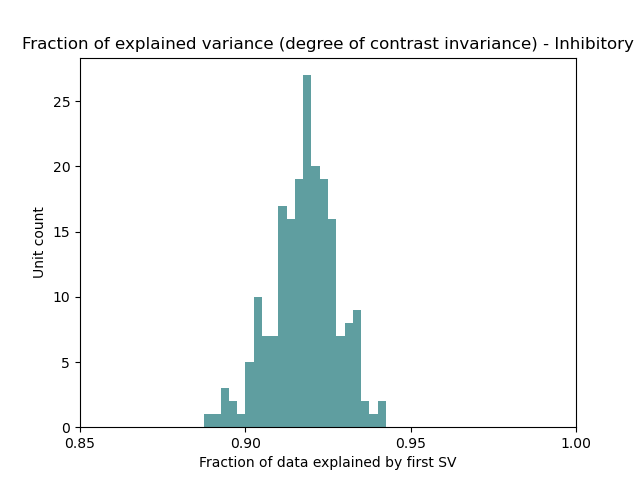 Fraction of explained variance (degree of contrast invariance) - Inhibitory
25
20
15
10
5
0
Unit count
0.85 0.90 0.95 1.00
Fraction of data explained by first SV